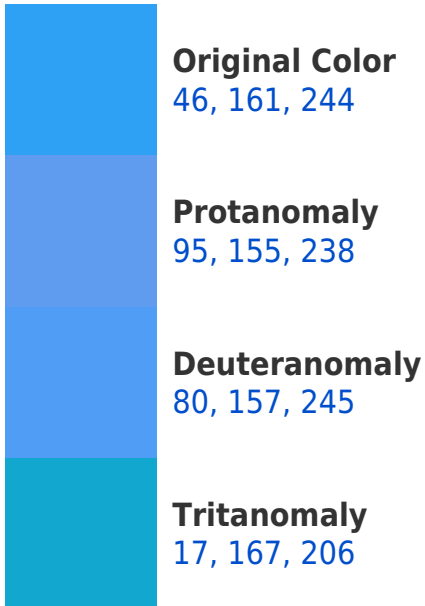 Original Color
46, 161, 244
Protanomaly
95, 155, 238
Deuteranomaly
80, 157, 245
Tritanomaly
17, 167, 206